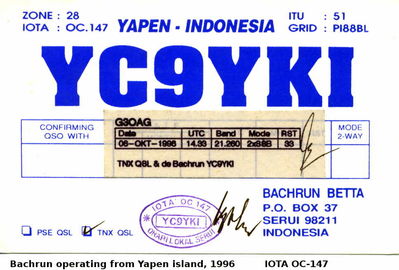 ZONE : 28
IOTA : OC.147
YAPEN - INDONESIA
ITU : 51
GRID : PI88BL
YC9YKI
CONFIRMING
QSO WITH
G3OAG
Date UTC Band Mode RST
06-OKT-1996 14.33 21.260 2xSSB 33
TNX QSL & de Bachrun YC9YKI
MODE
2-WAY
IOTA OC 147
YC9YKI
ORARI LOKAL SERUI
BACHRUN BETTA
P.O. BOX 37
SERUI 98211
INDONESIA
PSE QSL TNX QSL
Bachrun operating from Yapen island, 1996 IOTA OC-147